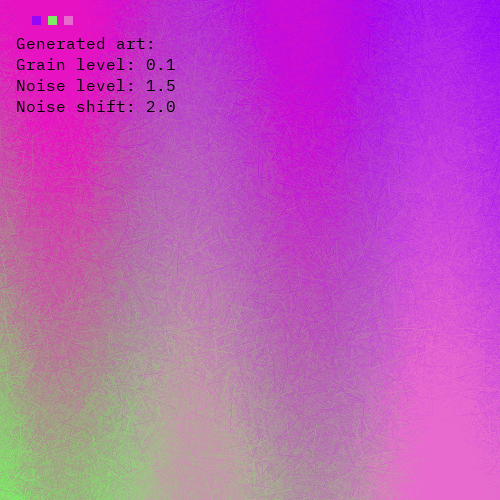 Generated art:
Grain level: 0.1
Noise level: 1.5
Noise shift: 2.0